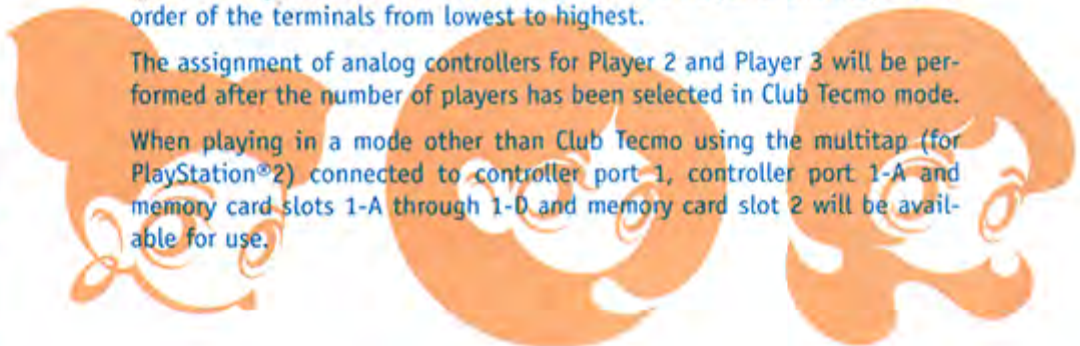 order of the terminals from lowest to highest.
The assignment of analog controllers for Player 2 and Player 3 will be per-
formed after the number of players has been selected in Club Tecmo mode.
When playing in a mode other than Club Tecmo using the multitap (for
PlayStation®2) connected to controller port 1, controller port 1-A and
memory card slots 1-A through 1-D and memory card slot 2 will be avail-
able for use.